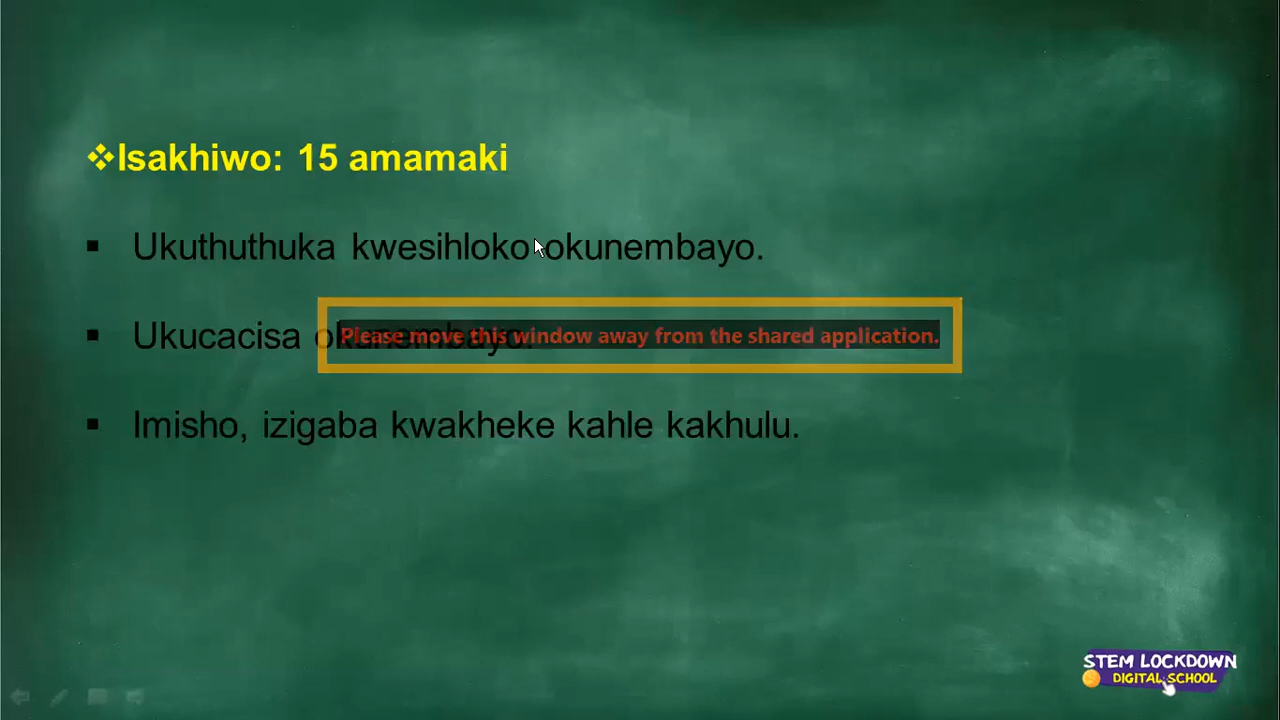 ❖Isakhiwo: 15 amamaki
▪ Ukuthuthuka kwesihloko okunembayo.
▪ Ukucacisa okunembayo.
Please move this window away from the shared application.
▪ Imisho, izigaba kwakheke kahle kakhulu.
STEM LOCKDOWN
DIGITAL SCHOOL